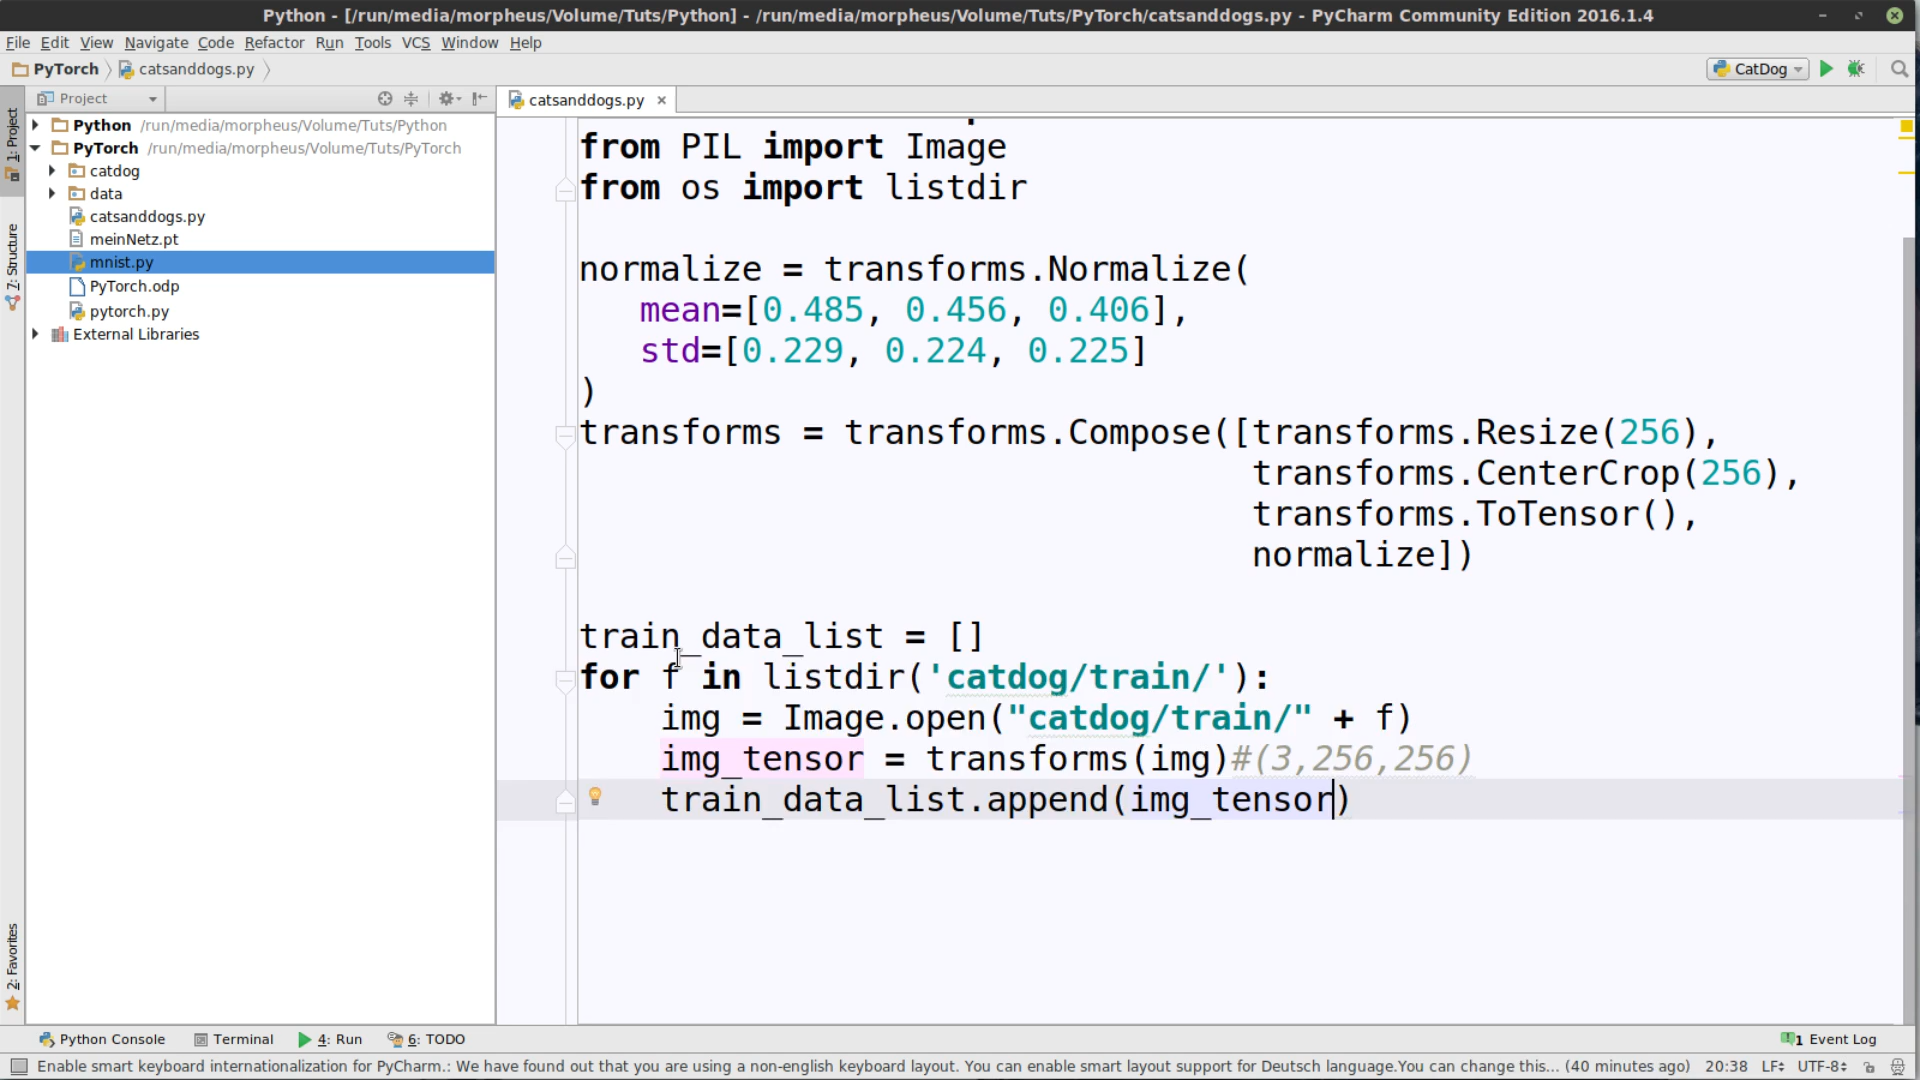 Python - [/run/media/morpheus/Volume/Tuts/Python] - /run/media/morpheus/Volume/Tuts/PyTorch/catsanddogs.py - PyCharm Community Edition 2016.1.4
File Edit View Navigate Code Refactor Run Tools VCS Window Help
PyTorch catsanddogs.py CatDog
Project
catsanddogs.py
1: Project
7: Structure
2: Favorites
Python /run/media/morpheus/Volume/Tuts/Python
PyTorch /run/media/morpheus/Volume/Tuts/PyTorch
catdog
data
catsanddogs.py
meinNetz.pt
mnist.py
PyTorch.odp
pytorch.py
External Libraries
from PIL import Image
from os import listdir
normalize = transforms.Normalize(
mean=[0.485, 0.456, 0.406],
std=[0.229, 0.224, 0.225]
)
transforms = transforms.Compose([transforms.Resize(256),
transforms.CenterCrop(256),
transforms.ToTensor(),
normalize])
train_data_list = []
for f in listdir('catdog/train/'):
img = Image.open("catdog/train/" + f)
img_tensor = transforms(img)#(3,256,256)
train_data_list.append(img_tensor)
Python Console Terminal 4: Run 6: TODO 1 Event Log
Enable smart keyboard internationalization for PyCharm.: We have found out that you are using a non-english keyboard layout. You can enable smart layout support for Deutsch language.You can change this... (40 minutes ago) 20:38 LF UTF-8